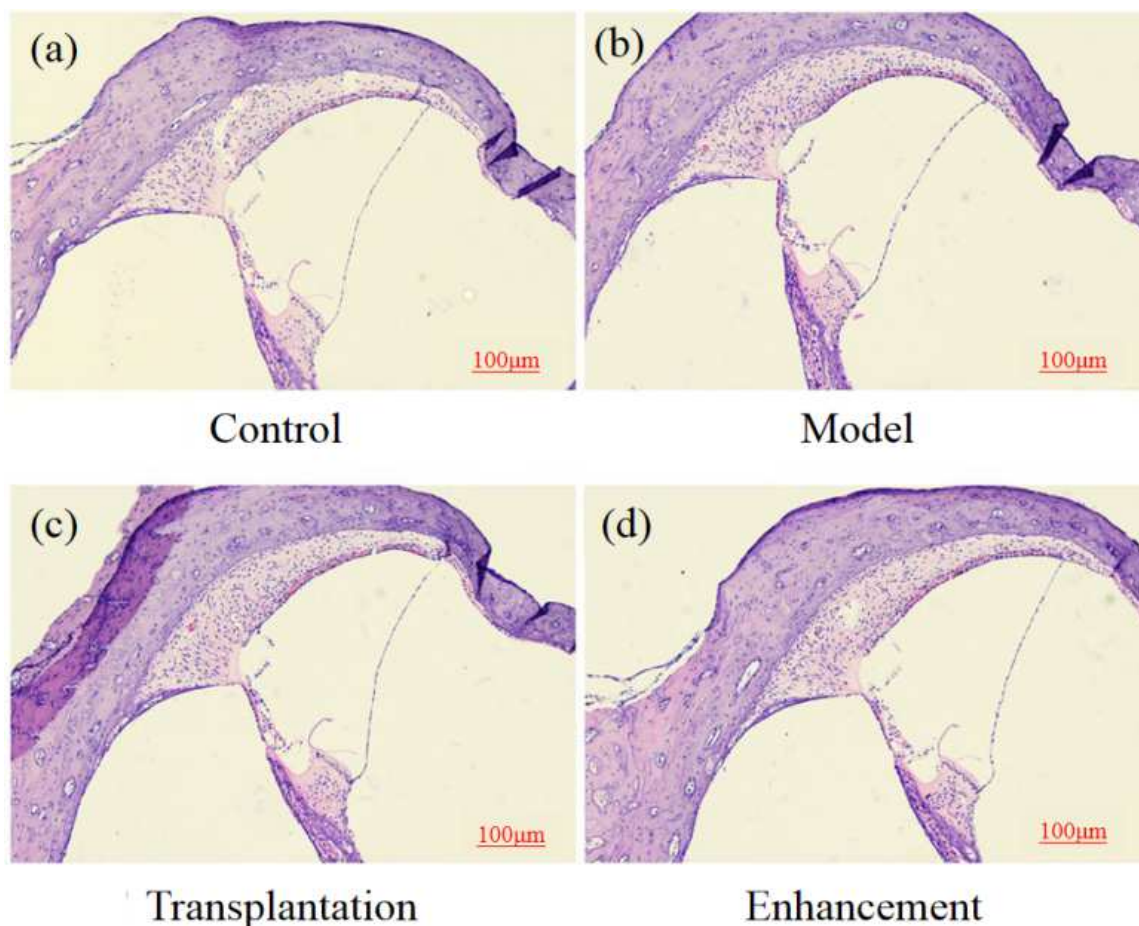 (a)
(b)
100μm
100μm
Control
Model
(c)
(d)
100μm
100μm
Transplantation
Enhancement